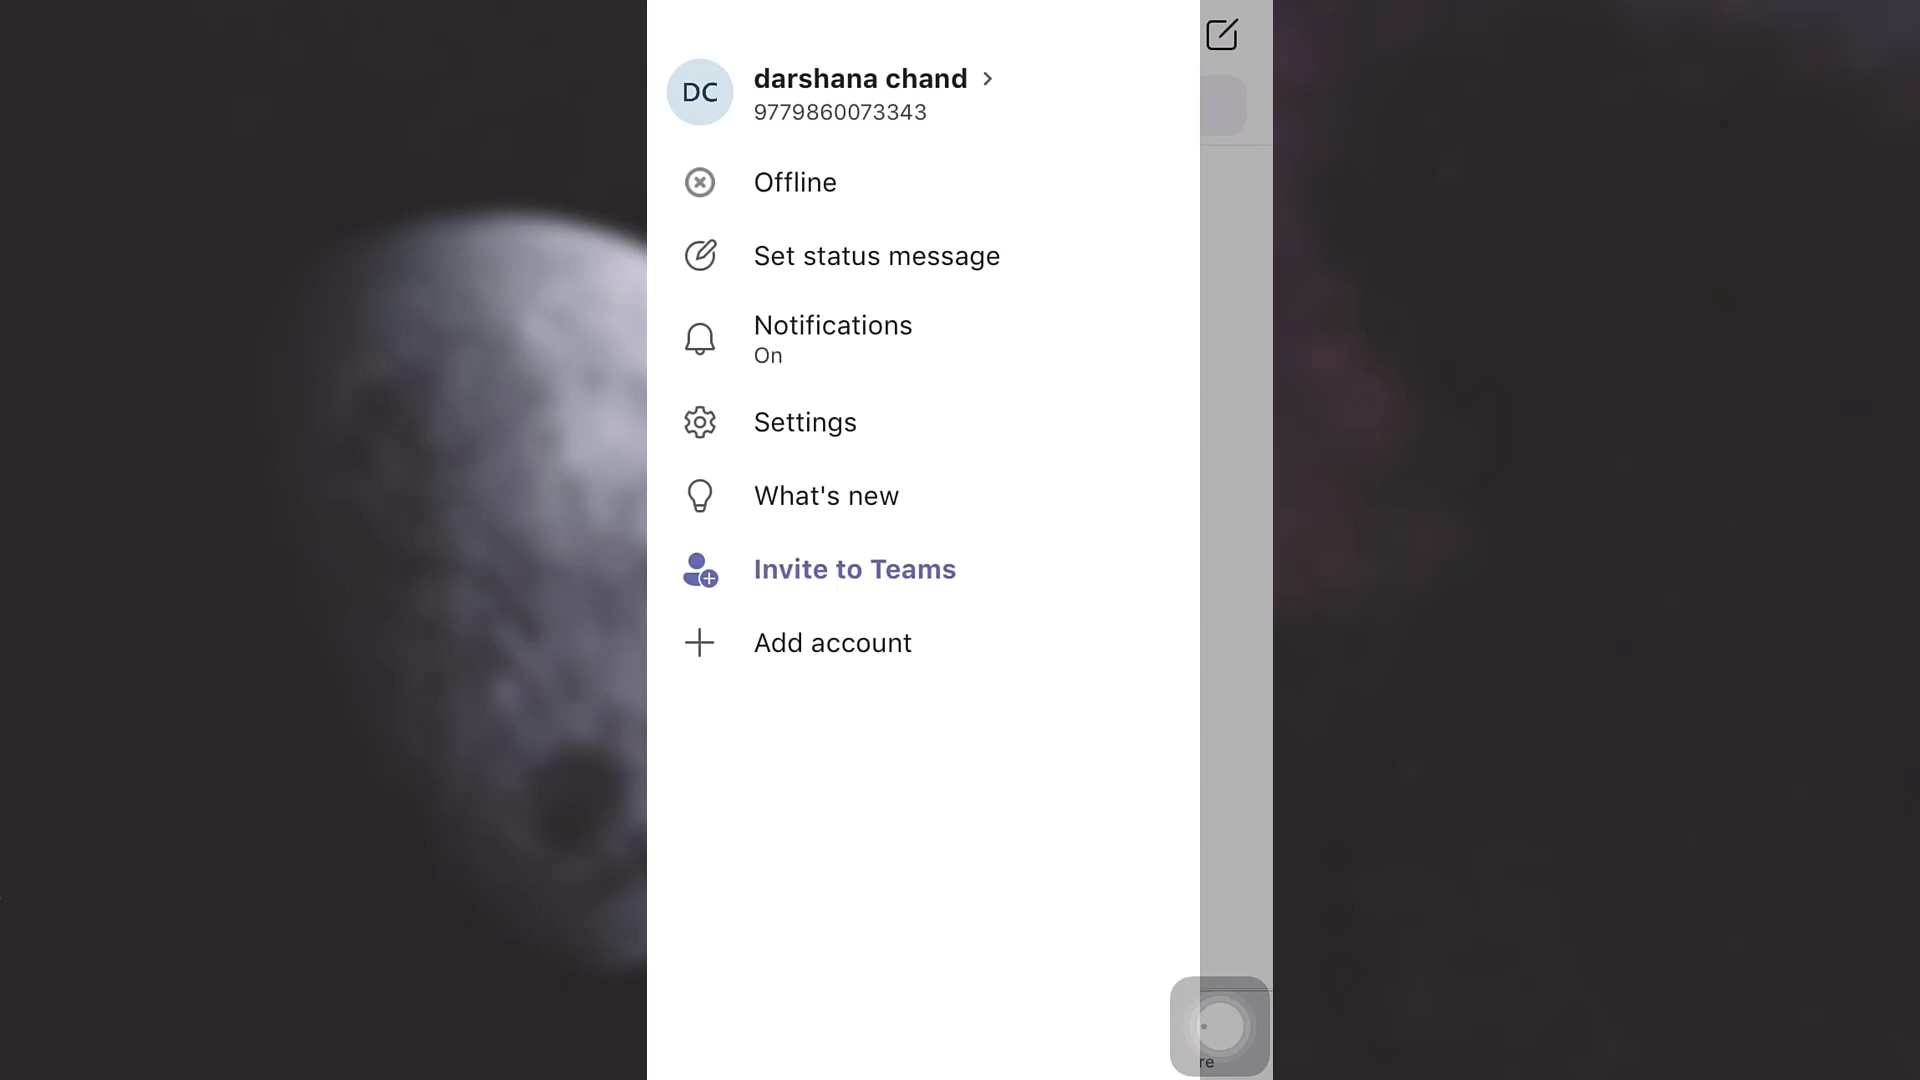 DC
darshana chand
9779860073343
Offline
Set status message
Notifications
On
Settings
What's new
Invite to Teams
Add account
re